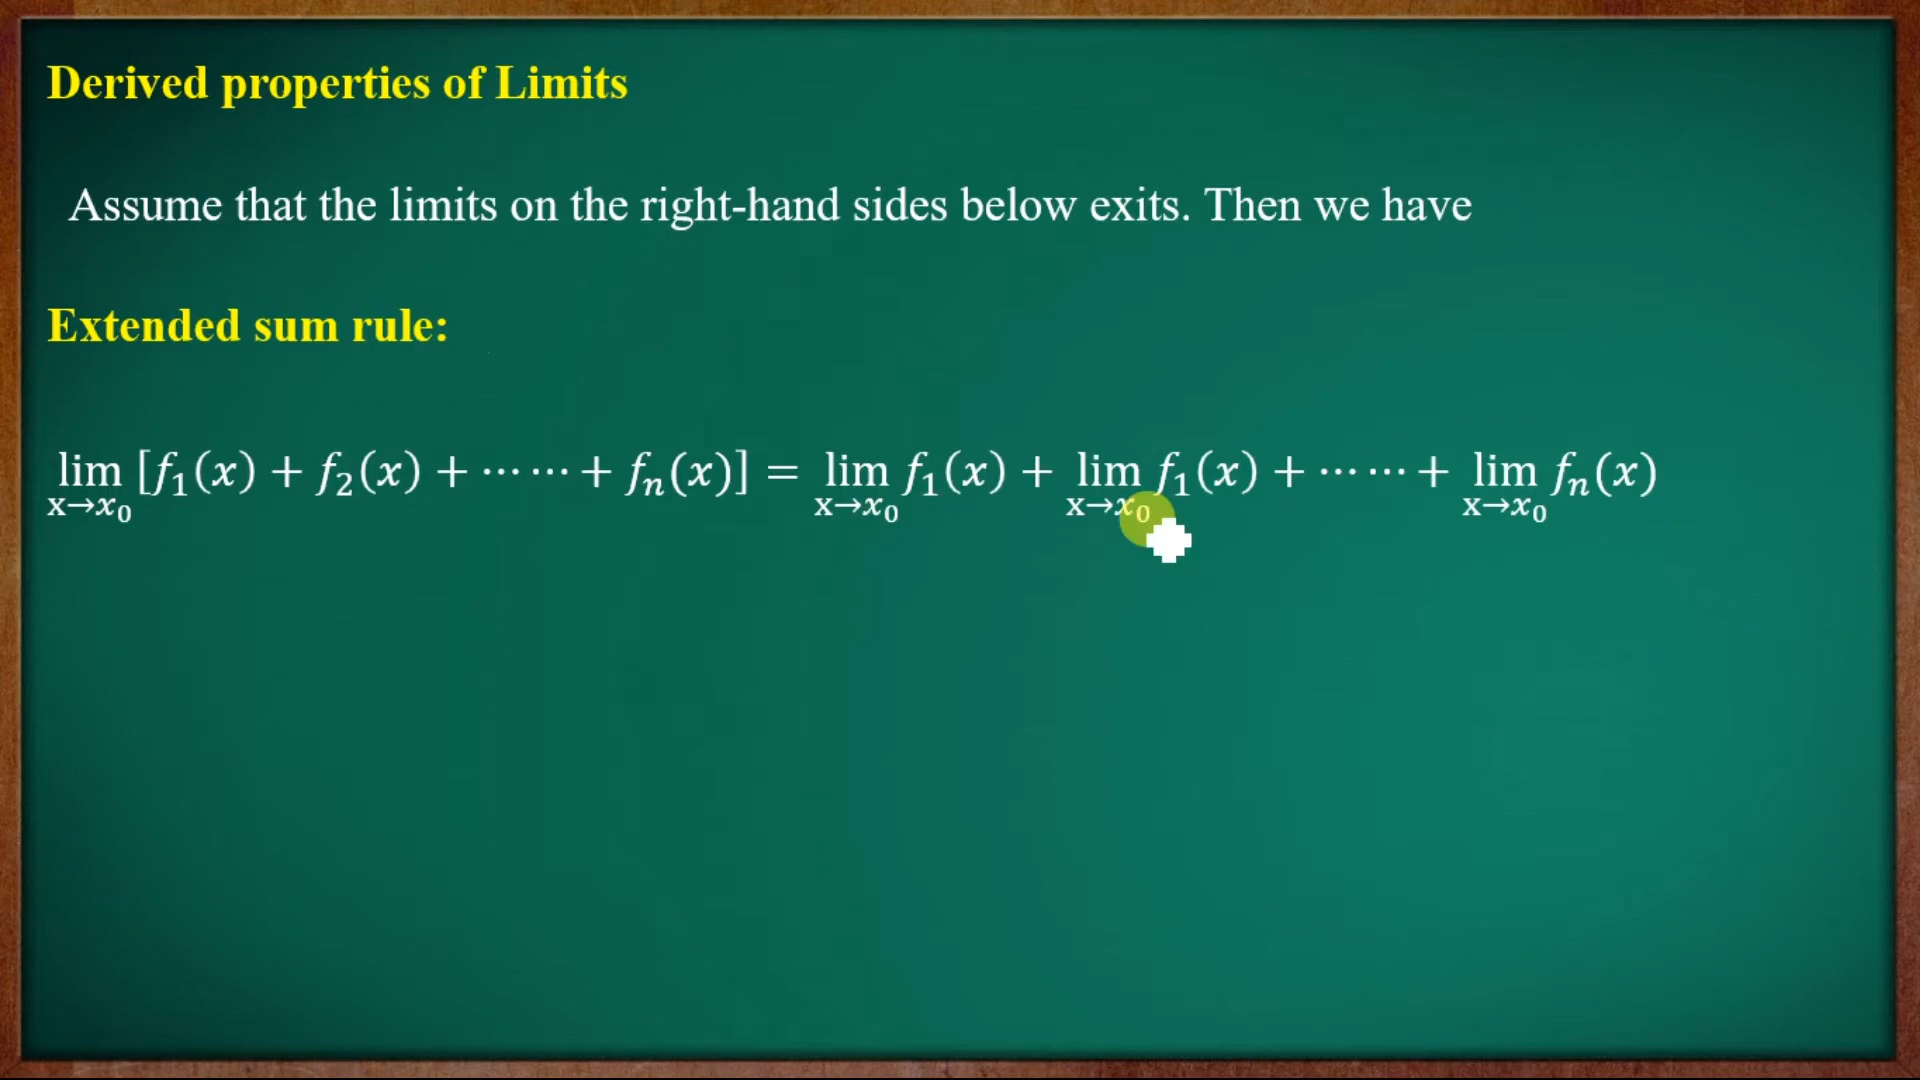 Derived properties of Limits
Assume that the limits on the right-hand sides below exits. Then we have
Extended sum rule:
lim x→x₀ [f₁(x) + f₂(x) + ⋯⋯ + fₙ(x)] = lim x→x₀ f₁(x) + lim x→x₀ f₁(x) + ⋯⋯ + lim x→x₀ fₙ(x)